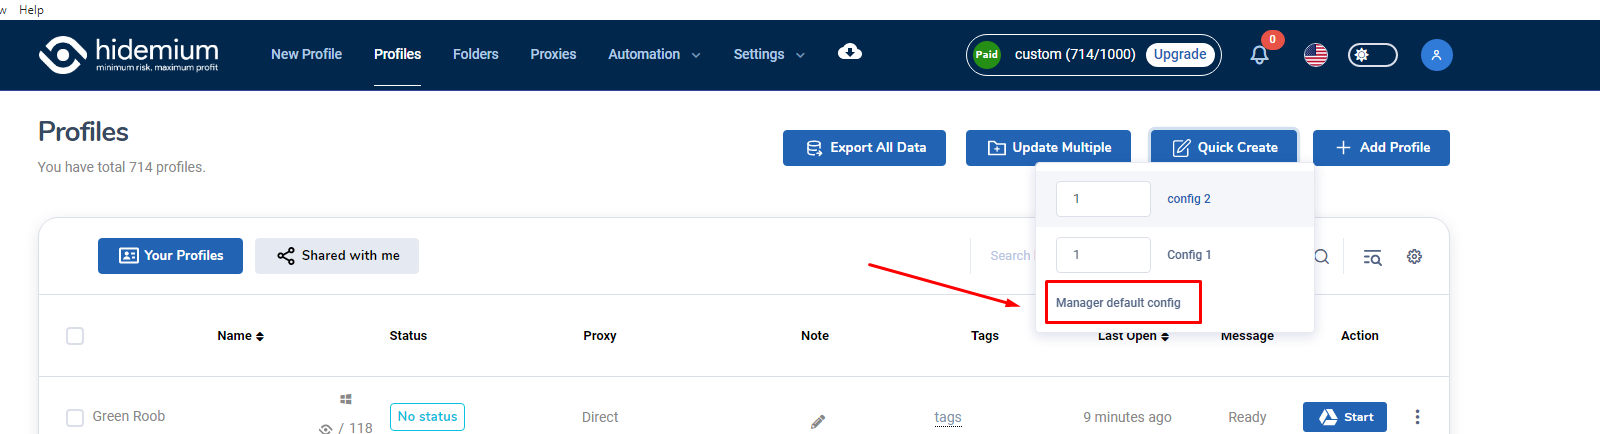 w Help
hidemium
minimum risk, maximum profit
New Profile Profiles Folders Proxies Automation Settings
Paid custom (714/1000) Upgrade
0
Profiles
You have total 714 profiles.
Export All Data Update Multiple Quick Create Add Profile
1 config 2
1 Config 1
Manager default config
Your Profiles Shared with me Search
Name Status Proxy Note Tags Last Open Message Action
Green Roob / 118 No status Direct tags 9 minutes ago Ready Start